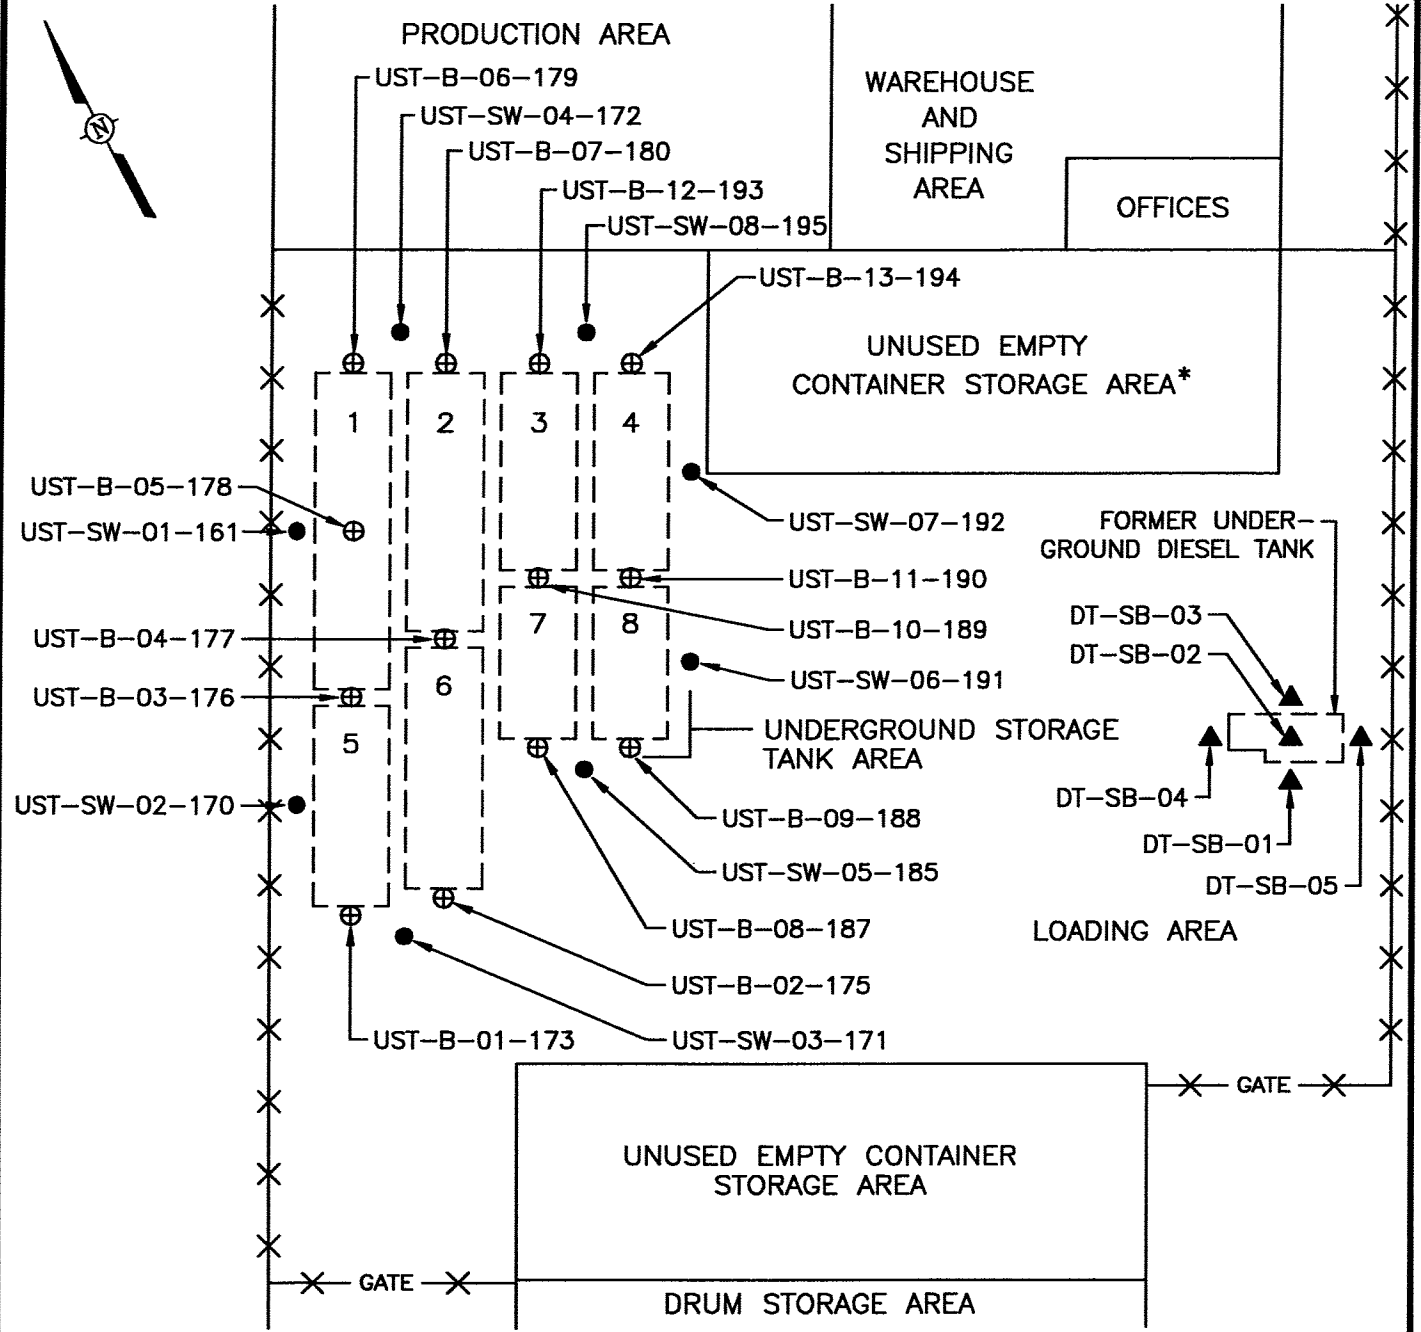 PRODUCTION AREA
UST-B-06-179
UST-SW-04-172
UST-B-07-180
UST-B-12-193
UST-SW-08-195
WAREHOUSE
AND
SHIPPING
AREA
OFFICES
N
UST-B-13-194
UNUSED EMPTY
CONTAINER STORAGE AREA*
1
2
3
4
UST-B-05-178
UST-SW-01-161
UST-SW-07-192
FORMER UNDER-
GROUND DIESEL TANK
UST-B-11-190
UST-B-04-177
7
8
UST-B-10-189
DT-SB-03
DT-SB-02
UST-B-03-176
6
UST-SW-06-191
5
UNDERGROUND STORAGE
TANK AREA
UST-SW-02-170
DT-SB-04
UST-B-09-188
DT-SB-01
UST-SW-05-185
DT-SB-05
UST-B-08-187
LOADING AREA
UST-B-02-175
UST-B-01-173
UST-SW-03-171
GATE
UNUSED EMPTY CONTAINER
STORAGE AREA
GATE
DRUM STORAGE AREA